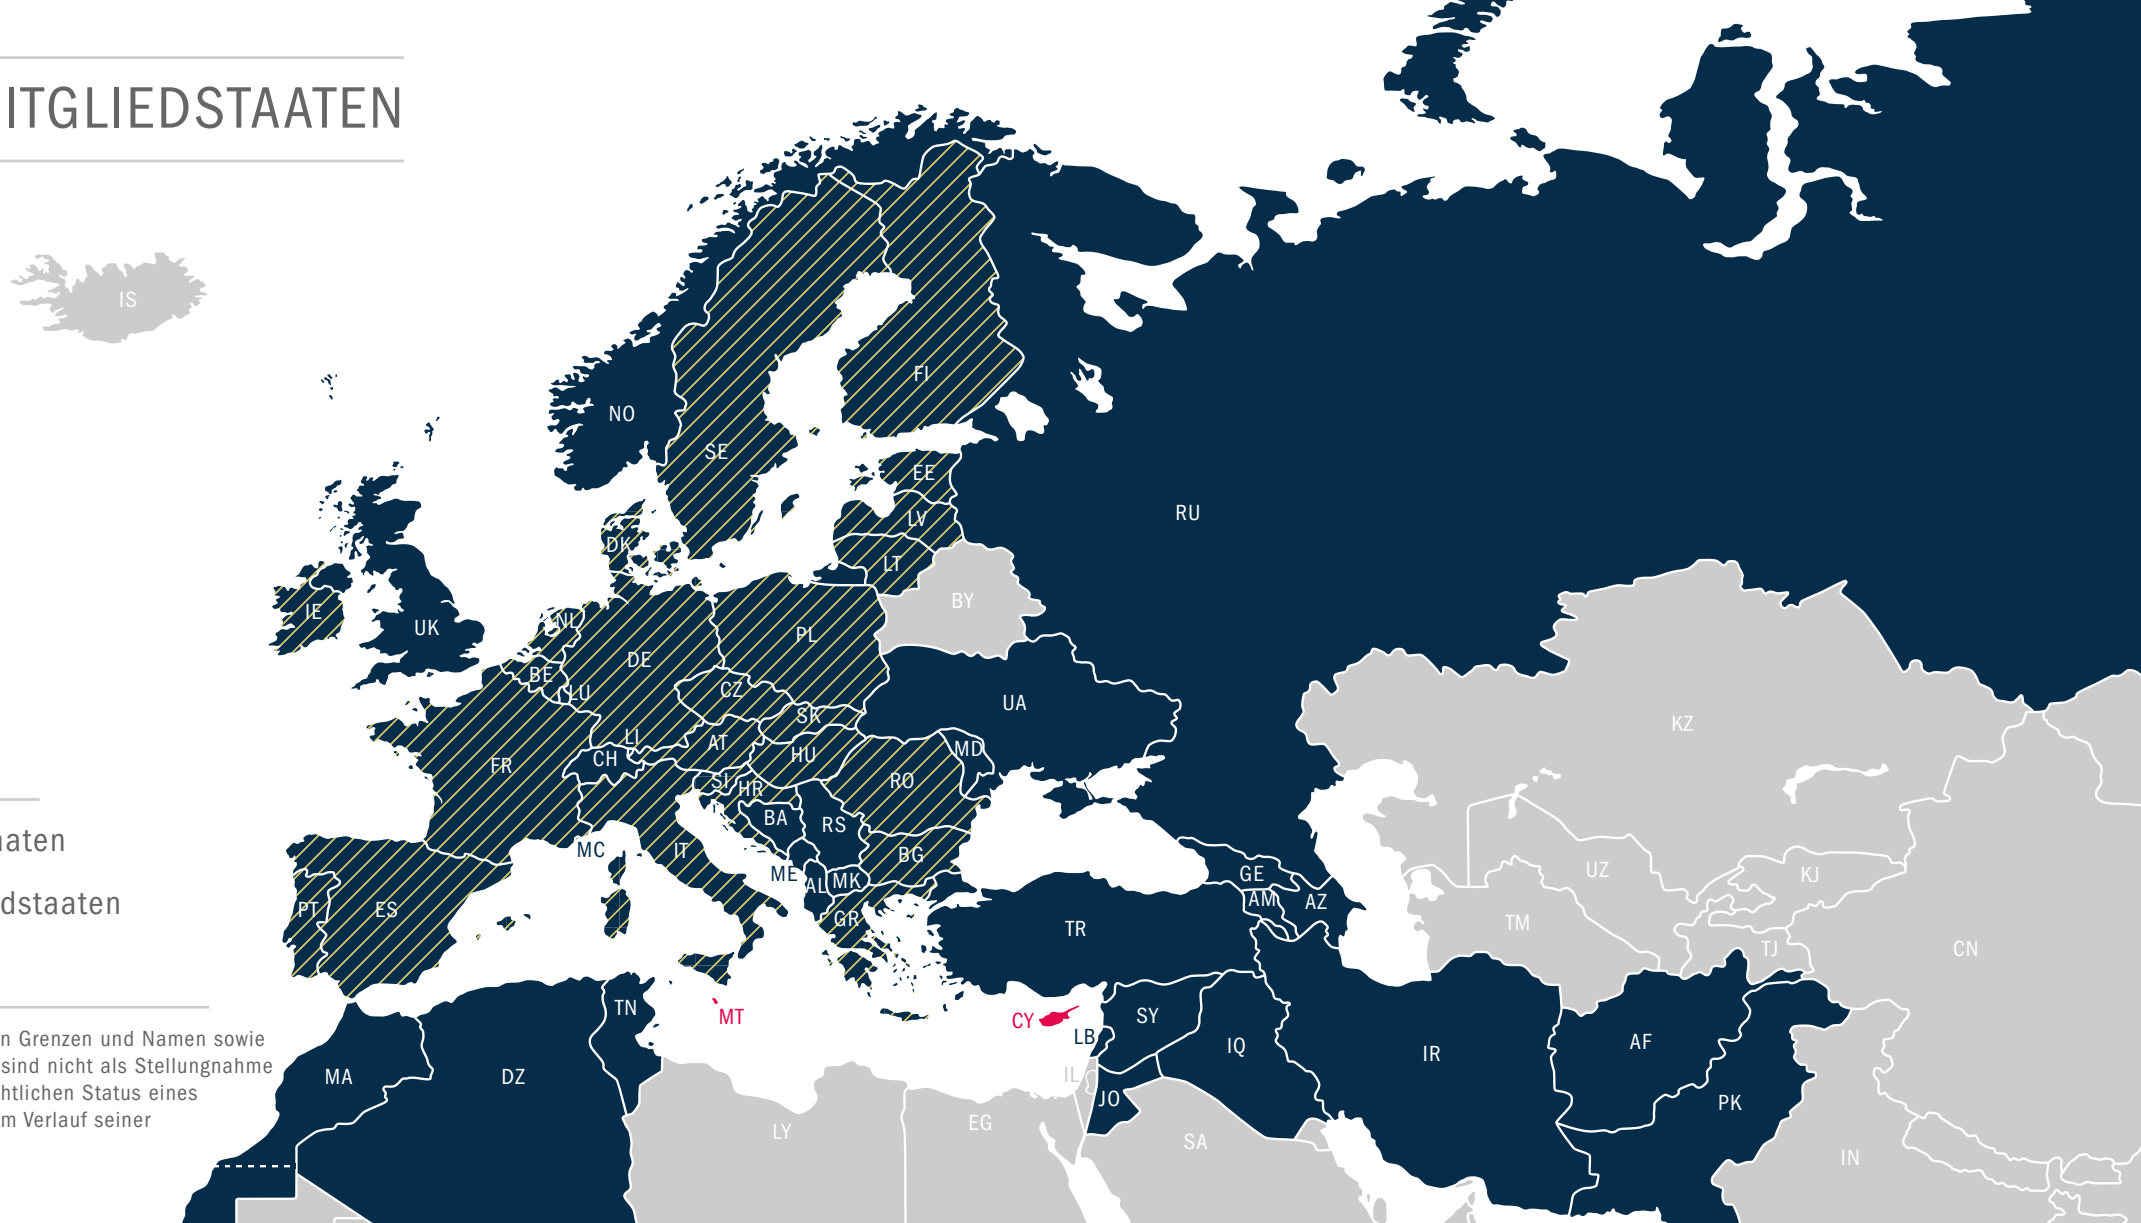 ITGLIEDSTAATEN
IS
NO
FI
SE
EE
RU
LV
DK
LT
BY
IE
UK
NL
PL
DE
BE
LU
CZ
UA
SK
KZ
LI
AT
MD
CH
HU
FR
RO
SI
HR
BA
RS
aaten
MC
IT
BG
UZ
ME
AL
MK
GE
KJ
AM
AZ
dstaaten
PT
ES
GR
TR
TM
TJ
CN
TN
MT
CY
SY
LB
IQ
AF
n Grenzen und Namen sowie
sind nicht als Stellungnahme
htlichen Status eines
m Verlauf seiner
MA
DZ
IL
IR
JO
PK
LY
EG
SA
IN